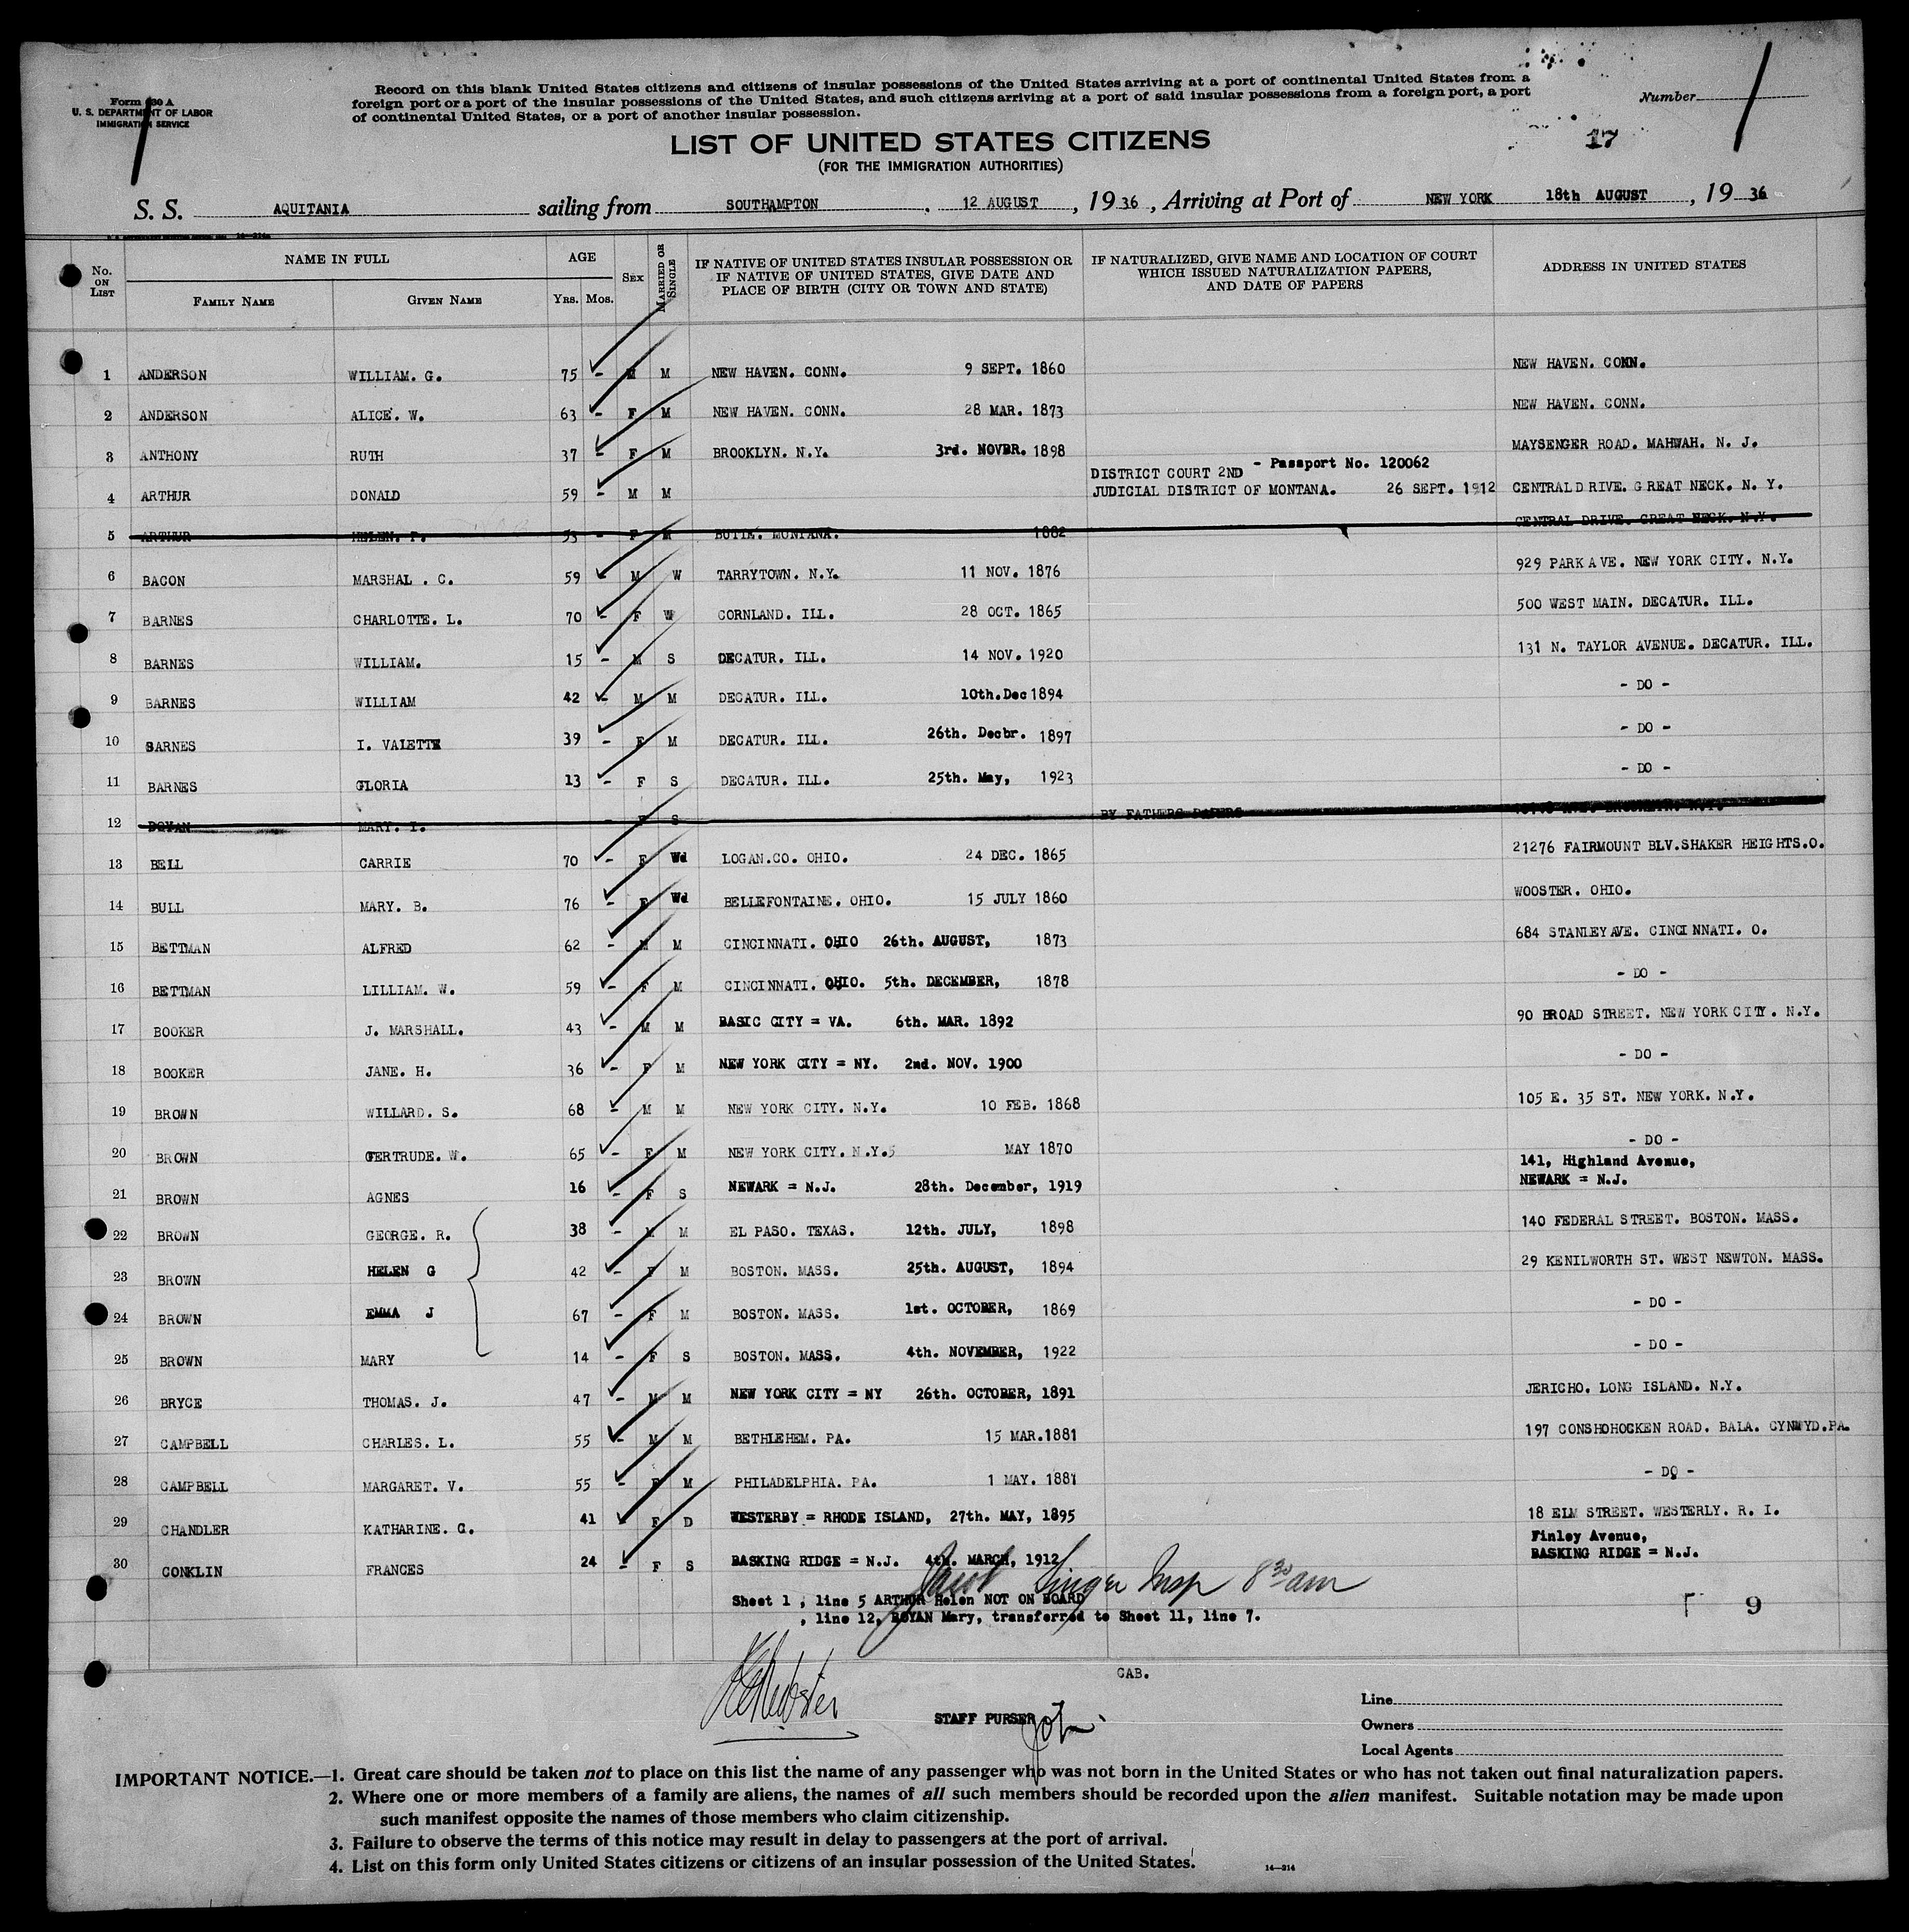 Form 630 A
U. S. DEPARTMENT OF LABOR
IMMIGRATION SERVICE
Record on this blank United States citizens and citizens of insular possessions of the United States arriving at a port of continental United States from a
foreign port or a port of the insular possessions of the United States, and such citizens arriving at a port of said insular possessions from a foreign port, a port
of continental United States, or a port of another insular possession.
Number
17
LIST OF UNITED STATES CITIZENS
(FOR THE IMMIGRATION AUTHORITIES)
S. S. AQUITANIA sailing from SOUTHAMPTON, 12 AUGUST, 1936, Arriving at Port of NEW YORK 18th AUGUST, 1936
No. ON LIST NAME IN FULL FAMILY NAME GIVEN NAME AGE YRS. MOS. SEX MARRIED OR SINGLE IF NATIVE OF UNITED STATES INSULAR POSSESSION OR IF NATIVE OF UNITED STATES, GIVE DATE AND PLACE OF BIRTH (CITY OR TOWN AND STATE) IF NATURALIZED, GIVE NAME AND LOCATION OF COURT WHICH ISSUED NATURALIZATION PAPERS, AND DATE OF PAPERS ADDRESS IN UNITED STATES
1 ANDERSON WILLIAM. G. 75 - M M NEW HAVEN. CONN. 9 SEPT. 1860 NEW HAVEN. CONN.
2 ANDERSON ALICE. W. 63 - F M NEW HAVEN. CONN. 28 MAR. 1873 NEW HAVEN. CONN.
3 ANTHONY RUTH 37 - F M BROOKLYN. N.Y. 3rd. NOVBR. 1898 MAYSENGER ROAD. MAHWAH. N. J.
DISTRICT COURT 2ND - Passport No. 120062
4 ARTHUR DONALD 59 - M M JUDICIAL DISTRICT OF MONTANA. 26 SEPT. 1912 CENTRAL DRIVE. GREAT NECK. N. Y.
5 ARTHUR HELEN. P. 53 - F M BUTTE. MONTANA. 1882 CENTRAL DRIVE. GREAT NECK. N.Y.
6 BACON MARSHAL . C. 59 - M W TARRYTOWN. N.Y. 11 NOV. 1876 929 PARK AVE. NEW YORK CITY. N.Y.
7 BARNES CHARLOTTE. L. 70 - F W CORNLAND. ILL. 28 OCT. 1865 500 WEST MAIN. DECATUR. ILL.
8 BARNES WILLIAM. 15 - M S DECATUR. ILL. 14 NOV. 1920 131 N. TAYLOR AVENUE. DECATUR. ILL.
9 BARNES WILLIAM 42 - M M DECATUR. ILL. 10th.Dec 1894 - DO -
10 BARNES I. VALETTE 39 - F M DECATUR. ILL. 26th. Decbr. 1897 - DO -
11 BARNES GLORIA 13 - F S DECATUR. ILL. 25th. May, 1923 - DO -
12 BOYAN MARY. I. - F S BY FATHERS PAPERS
13 BELL CARRIE 70 - F Wd LOGAN.CO. OHIO. 24 DEC. 1865 21276 FAIRMOUNT BLV.SHAKER HEIGHTS.O.
14 BULL MARY. B. 76 - F Wd BELLEFONTAINE. OHIO. 15 JULY 1860 WOOSTER. OHIO.
15 BETTMAN ALFRED 62 - M M CINCINNATI. OHIO 26th. AUGUST, 1873 684 STANLEY AVE. CINCINNATI. O.
16 BETTMAN LILLIAM. W. 59 - F M CINCINNATI. OHIO. 5th. DECEMBER, 1878 - DO -
17 BOOKER J. MARSHALL. 43 - M M BASIC CITY = VA. 6th. MAR. 1892 90 BROAD STREET. NEW YORK CITY. N.Y.
18 BOOKER JANE. H. 36 - F M NEW YORK CITY = NY. 2nd. NOV. 1900 - DO -
19 BROWN WILLARD. S. 68 - M M NEW YORK CITY. N.Y. 10 FEB. 1868 105 E. 35 ST. NEW YORK. N.Y.
20 BROWN GERTRUDE. W. 65 - F M NEW YORK CITY. N.Y. MAY 1870 - DO -
141, Highland Avenue,
21 BROWN AGNES 16 - F S NEWARK = N.J. 28th. December, 1919 NEWARK = N.J.
22 BROWN GEORGE. R. 38 - M M EL PASO. TEXAS. 12th. JULY, 1898 140 FEDERAL STREET. BOSTON. MASS.
23 BROWN HELEN G 42 - F M BOSTON. MASS. 25th. AUGUST, 1894 29 KENILWORTH ST. WEST NEWTON. MASS.
24 BROWN EMMA J 67 - F M BOSTON. MASS. 1st. OCTOBER, 1869 - DO -
25 BROWN MARY 14 - F S BOSTON. MASS. 4th. NOVEMBER, 1922 - DO -
26 BRYCE THOMAS. J. 47 - M M NEW YORK CITY = NY 26th. OCTOBER, 1891 JERICHO. LONG ISLAND. N.Y.
27 CAMPBELL CHARLES. L. 55 - M M BETHLEHEM. PA. 15 MAR.1881 197 CONSHOHOCKEN ROAD. BALA. CYNWYD.PA.
28 CAMPBELL MARGARET. V. 55 - F M PHILADELPHIA. PA. 1 MAY. 1881 - DO -
29 CHANDLER KATHARINE. G. 41 - F D WESTERBY = RHODE ISLAND, 27th. MAY, 1895 18 ELM STREET. WESTERLY. R. I.
Finley Avenue,
30 CONKLIN FRANCES 24 - F S BASKING RIDGE = N.J. 4th. MARCH, 1912 BASKING RIDGE = N.J.
Jacob Singer Insp 8 30 am
Sheet 1 , line 5 ARTHUR Helen NOT ON BOARD
, line 12, BOYAN Mary, transferred to Sheet 11, line 7.
9
CAB.
Webster
STAFF PURSER
Line
Owners
Local Agents
IMPORTANT NOTICE.—1. Great care should be taken not to place on this list the name of any passenger who was not born in the United States or who has not taken out final naturalization papers.
2. Where one or more members of a family are aliens, the names of all such members should be recorded upon the alien manifest. Suitable notation may be made upon
such manifest opposite the names of those members who claim citizenship.
3. Failure to observe the terms of this notice may result in delay to passengers at the port of arrival.
4. List on this form only United States citizens or citizens of an insular possession of the United States.
14—214